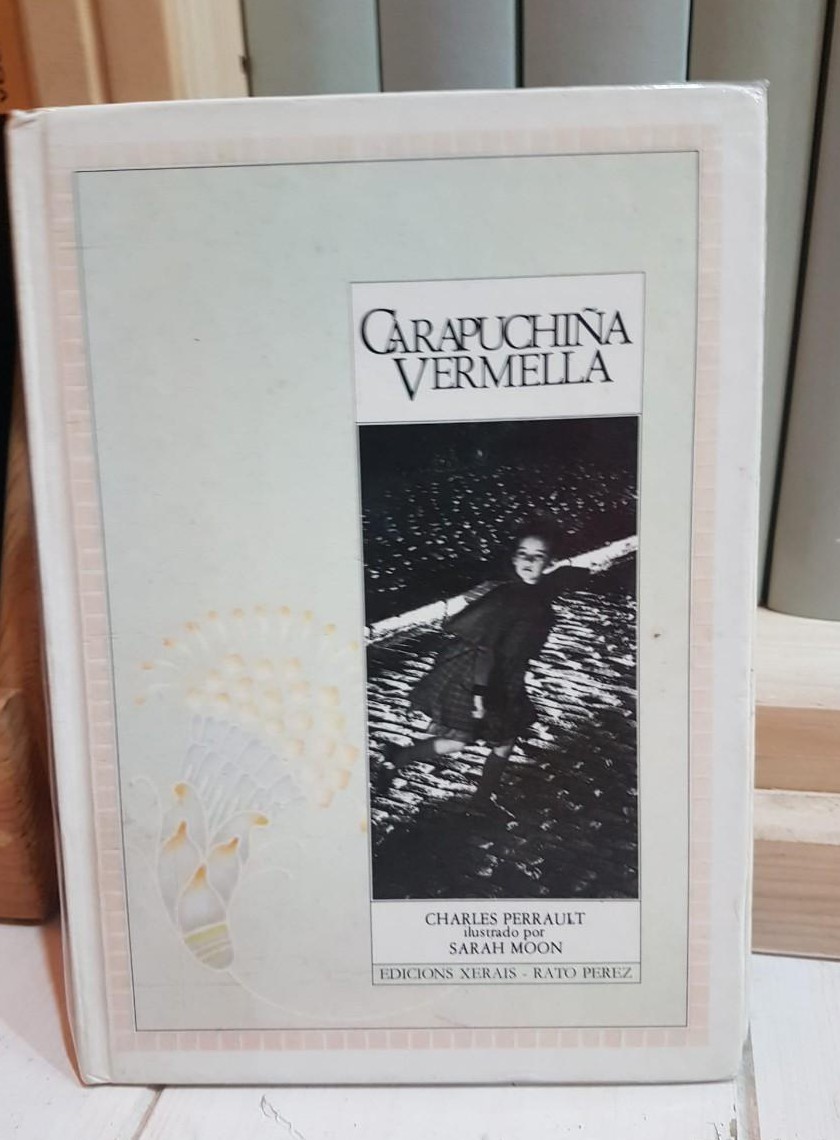 CARAPUCHIÑA
VERMELLA
CHARLES PERRAULT
ilustrado por
SARAH MOON
EDICIONS XERAIS - RATO PEREZ